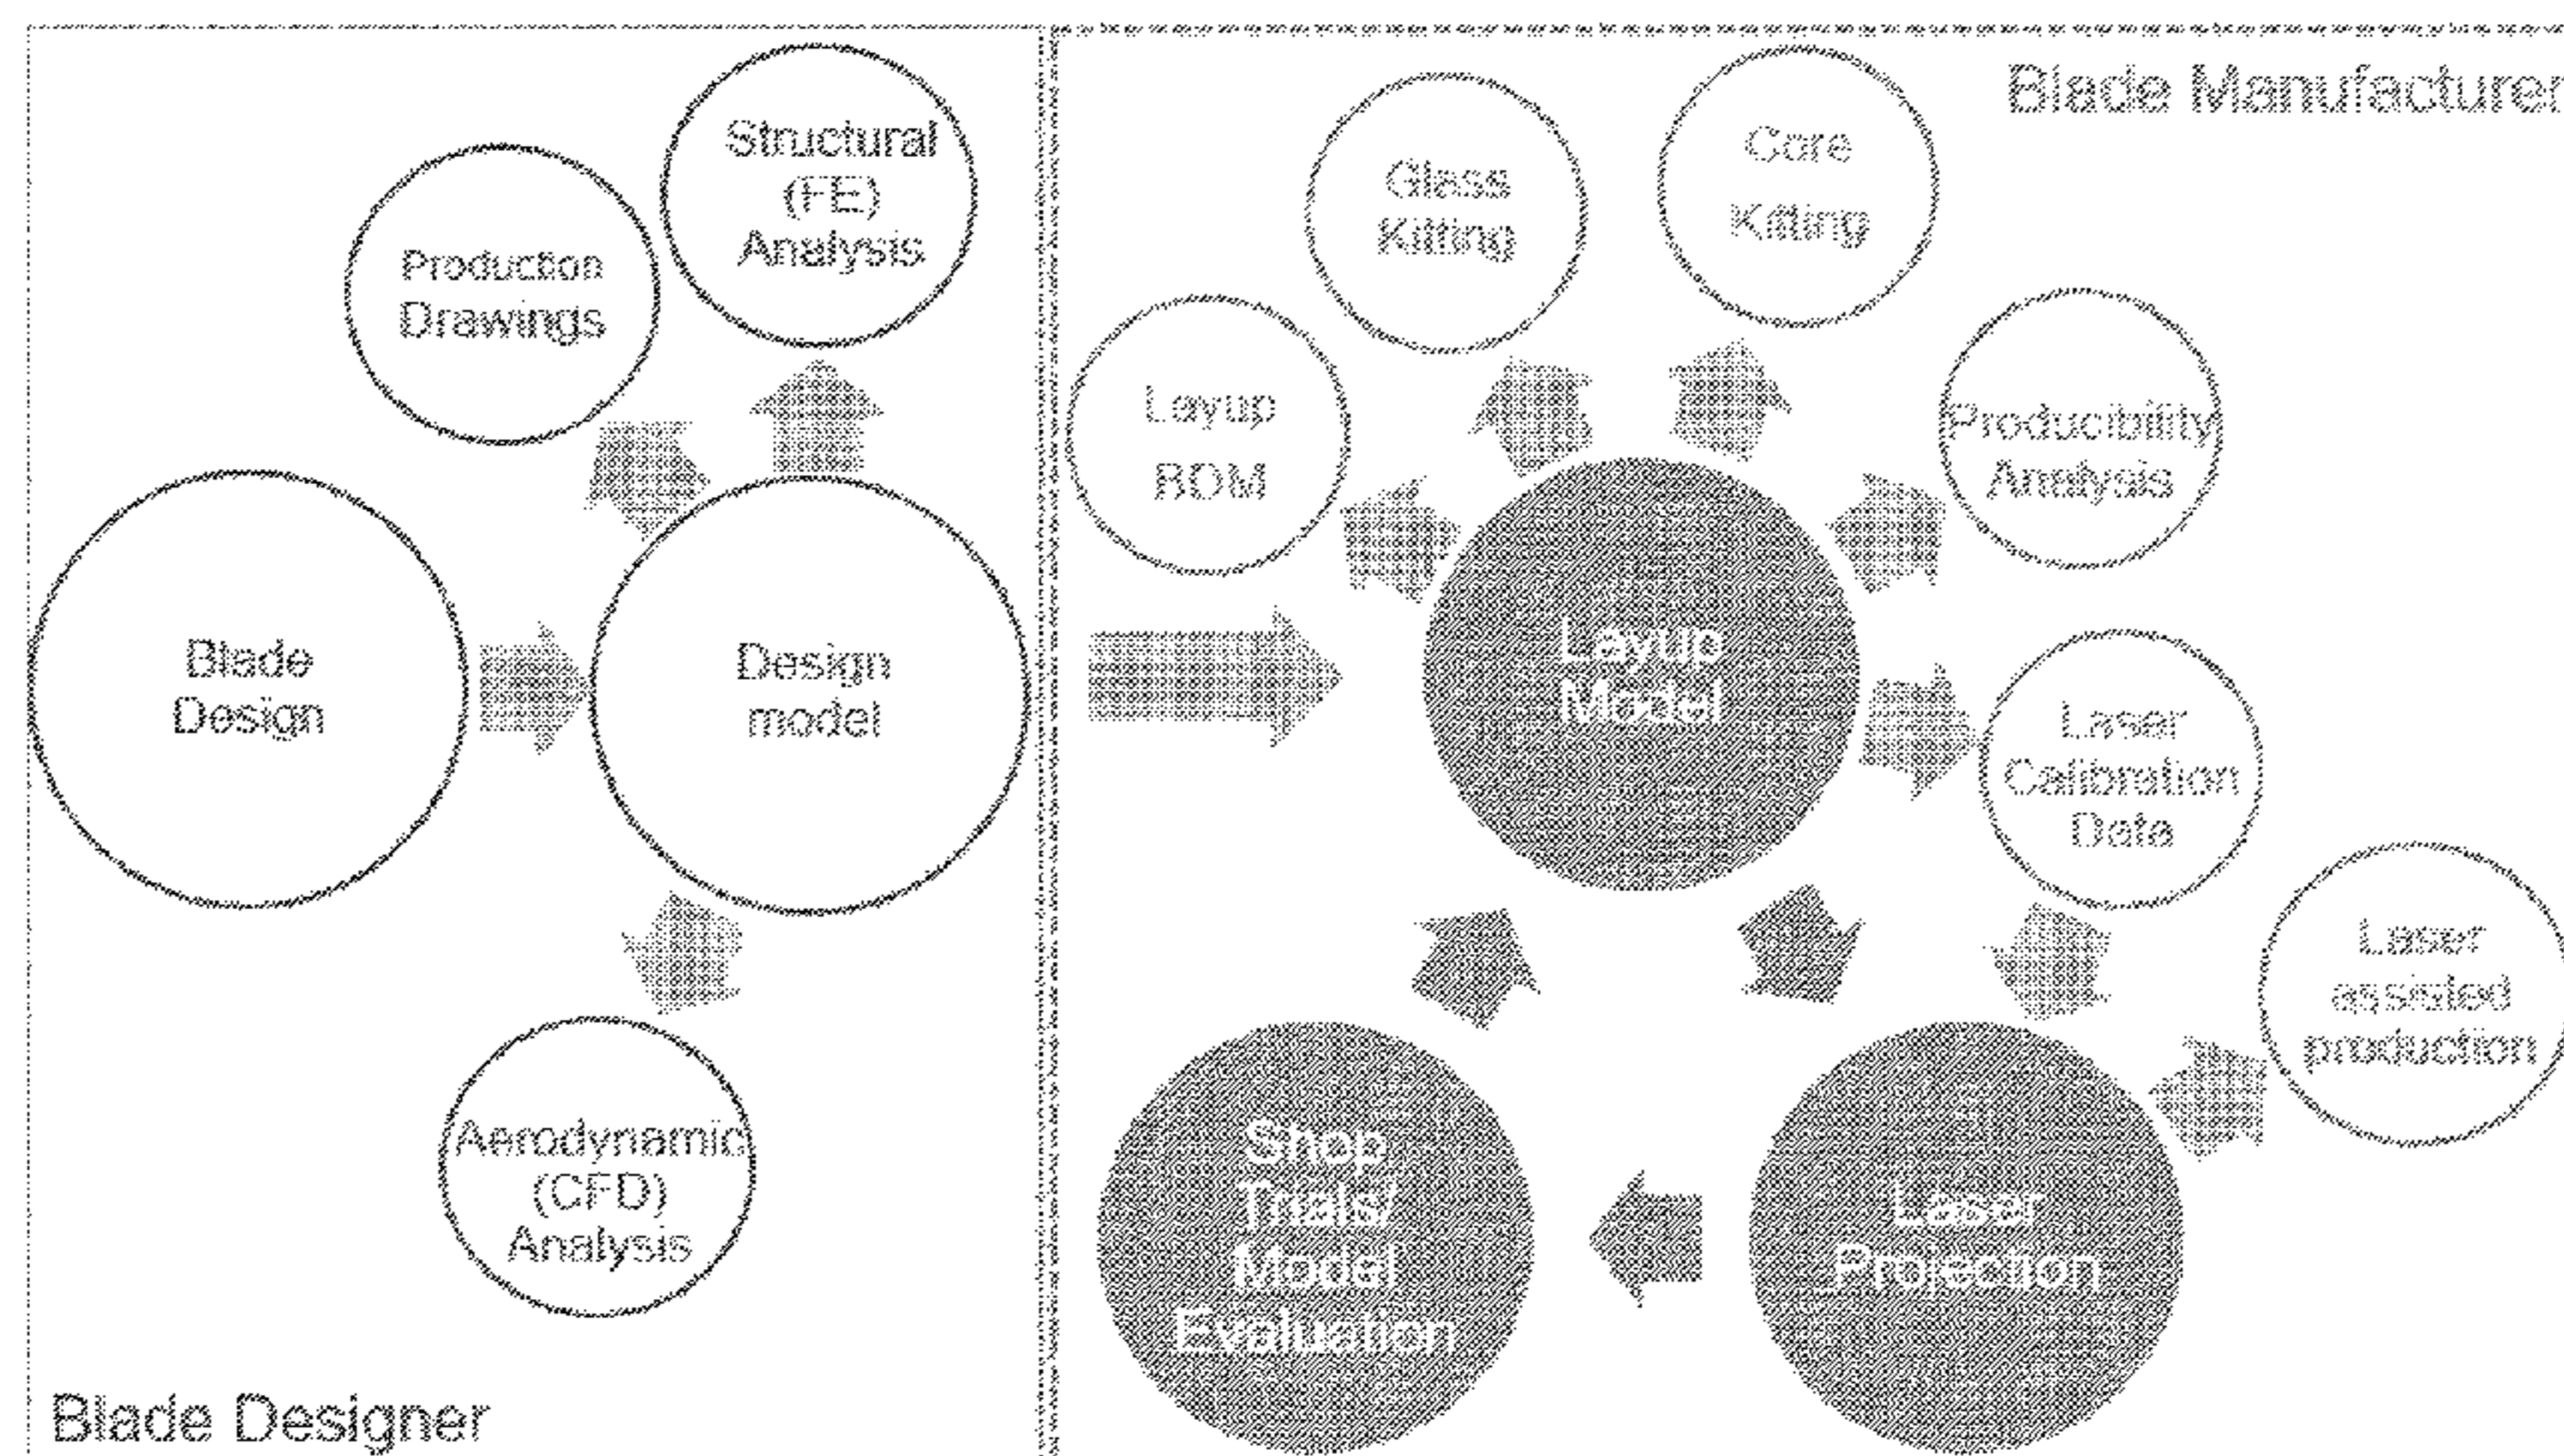 Structural
(FE)
Analysis
Production
Drawings
Blade
Design
Design
model
Aerodynamic
(CFD)
Analysis
Blade Designer
Blade Manufacturer
Glass
Kitting
Core
Kitting
Layup
BOM
Producibility
Analysis
Layup
Model
Laser
Calibration
Data
Laser
assisted
production
Shop
Trials/
Model
Evaluation
Laser
Projection